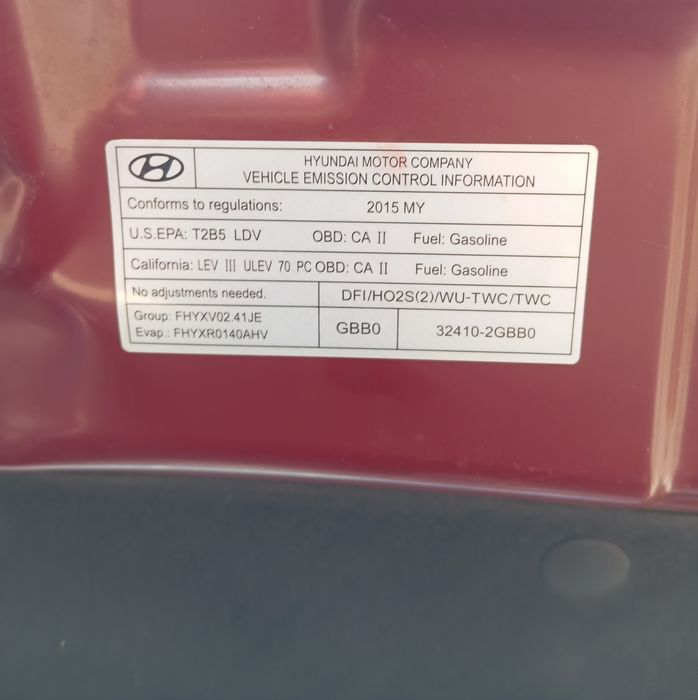 HYUNDAI MOTOR COMPANY
VEHICLE EMISSION CONTROL INFORMATION
Conforms to regulations: 2015 MY
U.S.EPA: T2B5 LDV OBD: CA II Fuel: Gasoline
California: LEV III ULEV 70 PC OBD: CA II Fuel: Gasoline
No adjustments needed. DFI/HO2S(2)/WU-TWC/TWC
Group: FHYXV02.41JE
Evap.: FHYXR0140AHV
GBB0 32410-2GBB0